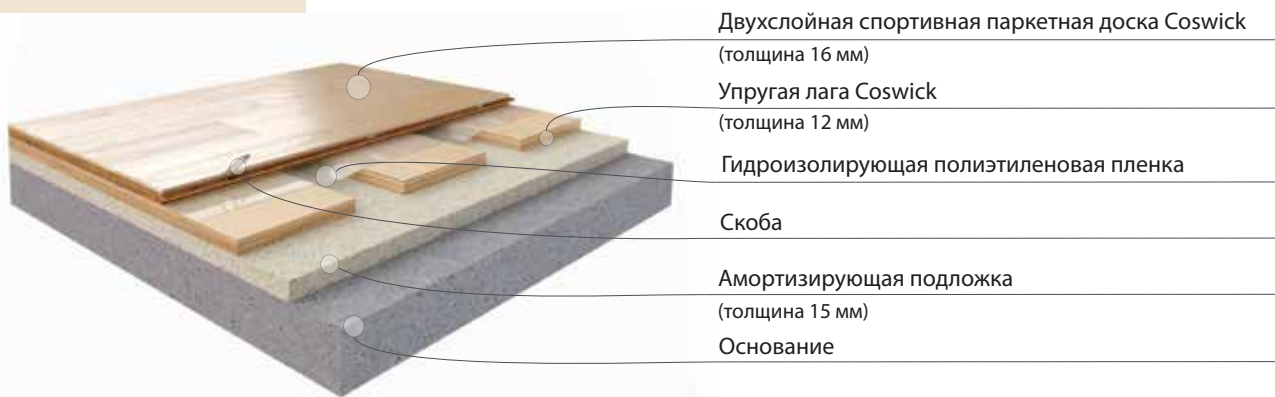 Двухслойная спортивная паркетная доска Coswick
(толщина 16 мм)
Упругая лага Coswick
(толщина 12 мм)
Гидроизолирующая полиэтиленовая пленка
Скоба
Амортизирующая подложка
(толщина 15 мм)
Основание